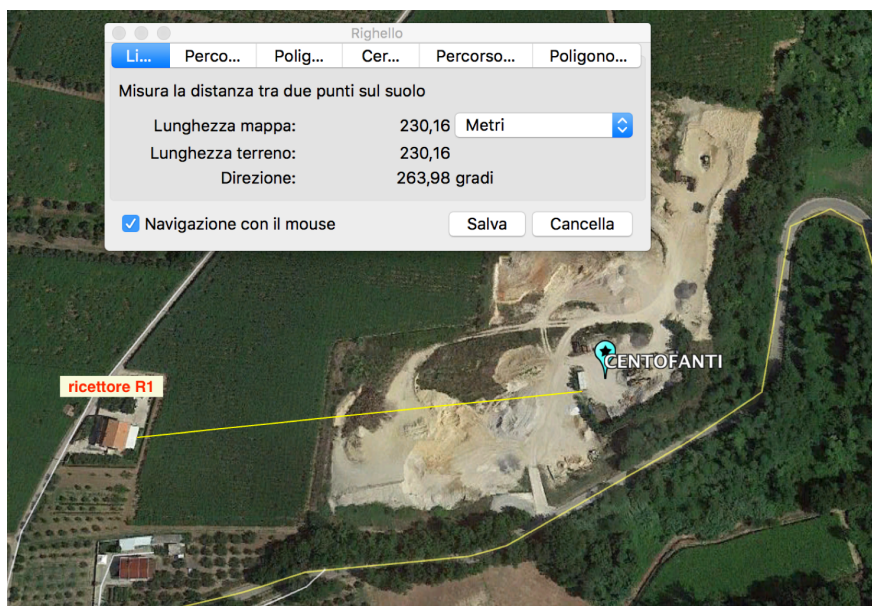 Righello
Li... Perco... Polig... Cer... Percorso... Poligono...
Misura la distanza tra due punti sul suolo
Lunghezza mappa: 230,16 Metri
Lunghezza terreno: 230,16
Direzione: 263,98 gradi
Navigazione con il mouse Salva Cancella
CENTOFANTI
ricettore R1